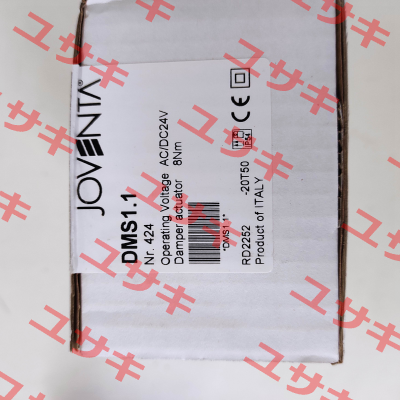 JOVENTA®
DMS1.1
Nr. 424
Operating Voltage AC/DC24V
Damper actuator 8Nm
*DMS1.1*
RD2252 -20T50
Product of ITALY
CE
IP54
ユサキ
ユサキ
ユサキ
ユサキ
ユサキ
ユサキ
ユサキ